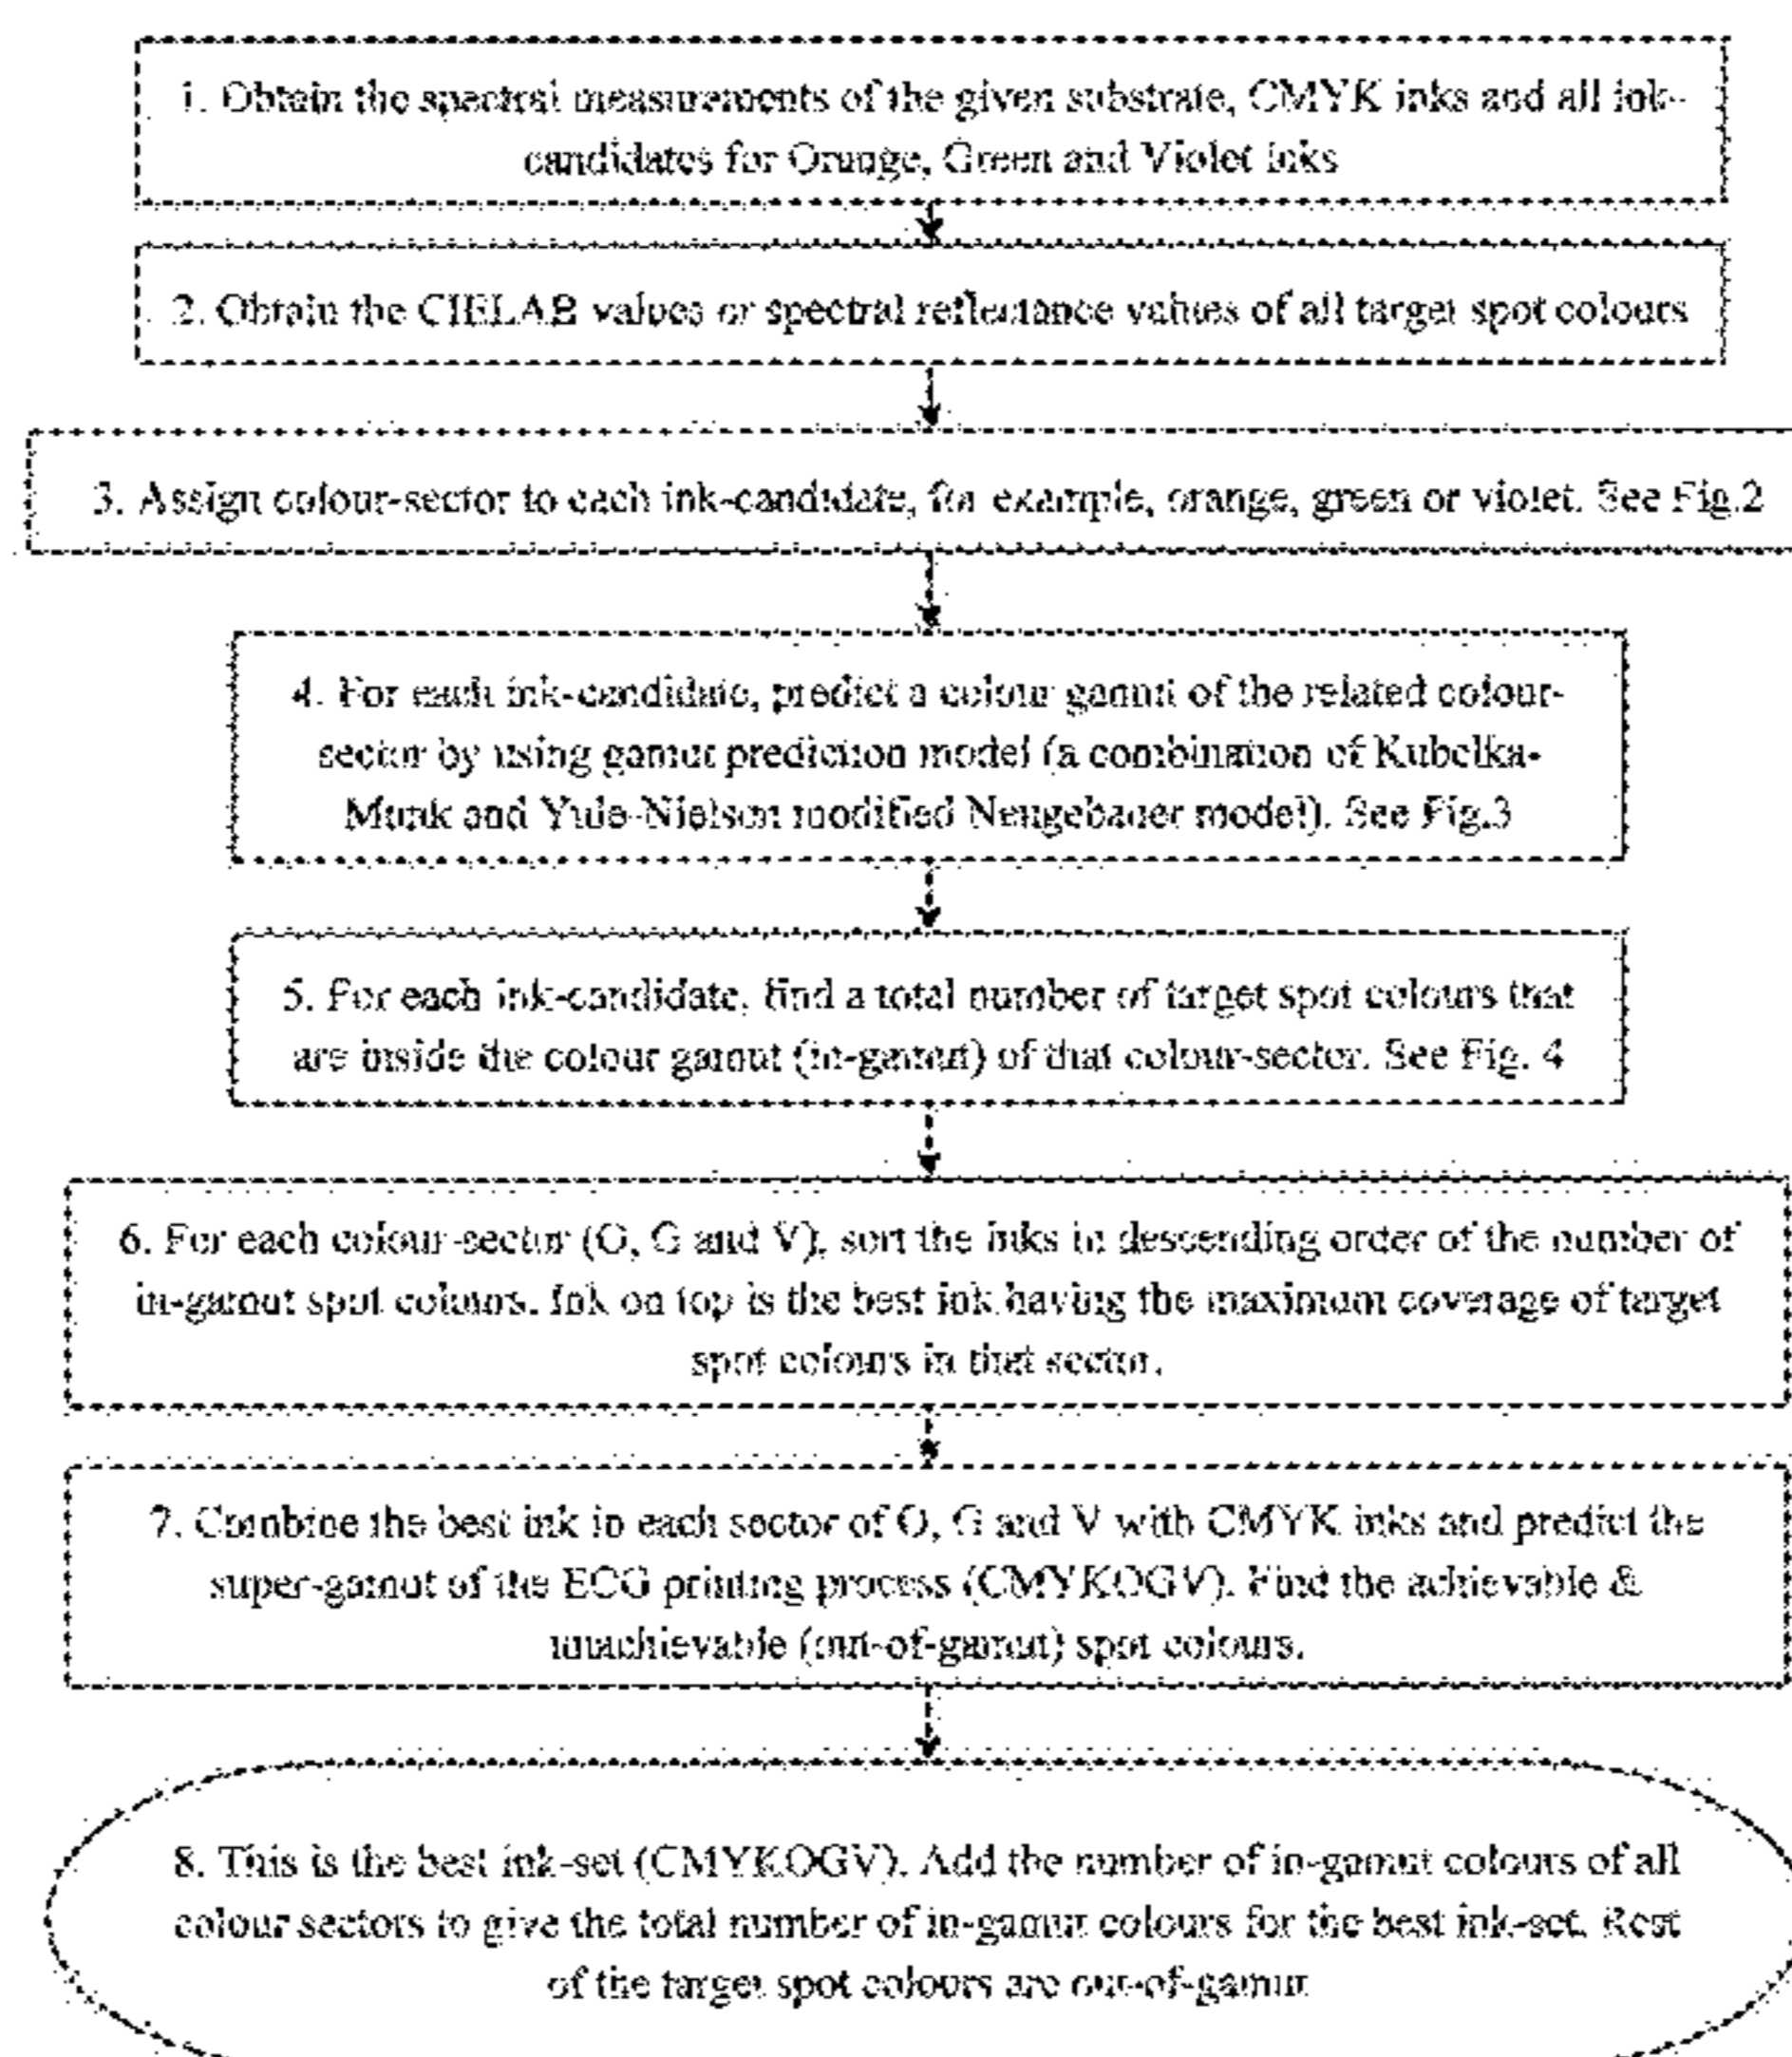 1. Obtain the spectral measurements of the given substrate, CMYK inks and all ink-
candidates for Orange, Green and Violet inks
2. Obtain the CIELAB values or spectral reflectance values of all target spot colours
3. Assign colour-sector to each ink-candidate, for example, orange, green or violet. See Fig.2
4. For each ink-candidate, predict a colour gamut of the related colour-
sector by using gamut prediction model (a combination of Kubelka-
Munk and Yule-Nielson modified Neugebauer model). See Fig.3
5. For each ink-candidate, find a total number of target spot colours that
are inside the colour gamut (in-gamut) of that colour-sector. See Fig. 4
6. For each colour-sector (O, G and V), sort the inks in descending order of the number of
in-gamut spot colours. Ink on top is the best ink having the maximum coverage of target
spot colours in that sector.
7. Combine the best ink in each sector of O, G and V with CMYK inks and predict the
super-gamut of the ECG printing process (CMYKOGV). Find the achievable &
unachievable (out-of-gamut) spot colours.
8. This is the best ink-set (CMYKOGV). Add the number of in-gamut colours of all
colour sectors to give the total number of in-gamut colours for the best ink-set. Rest
of the target spot colours are out-of-gamut